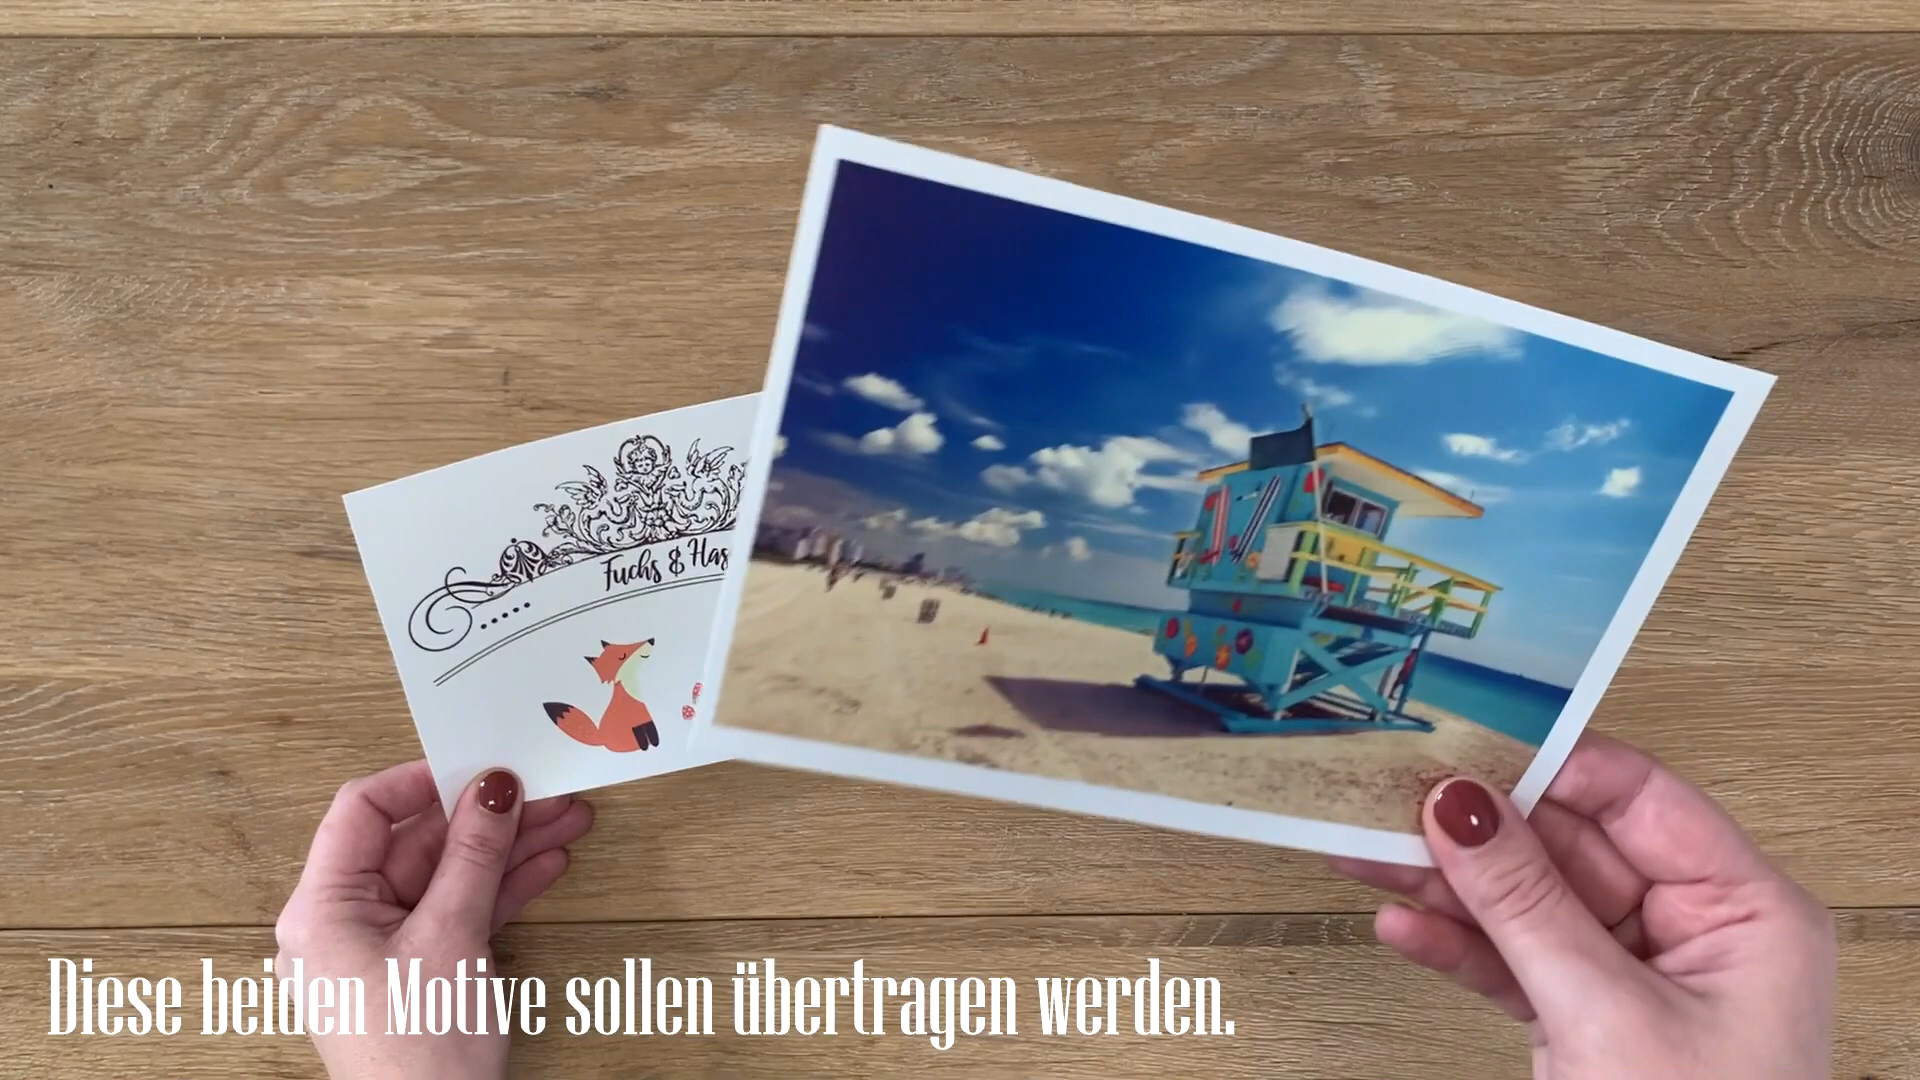 Fuchs & Has
Diese beiden Motive sollen übertragen werden.